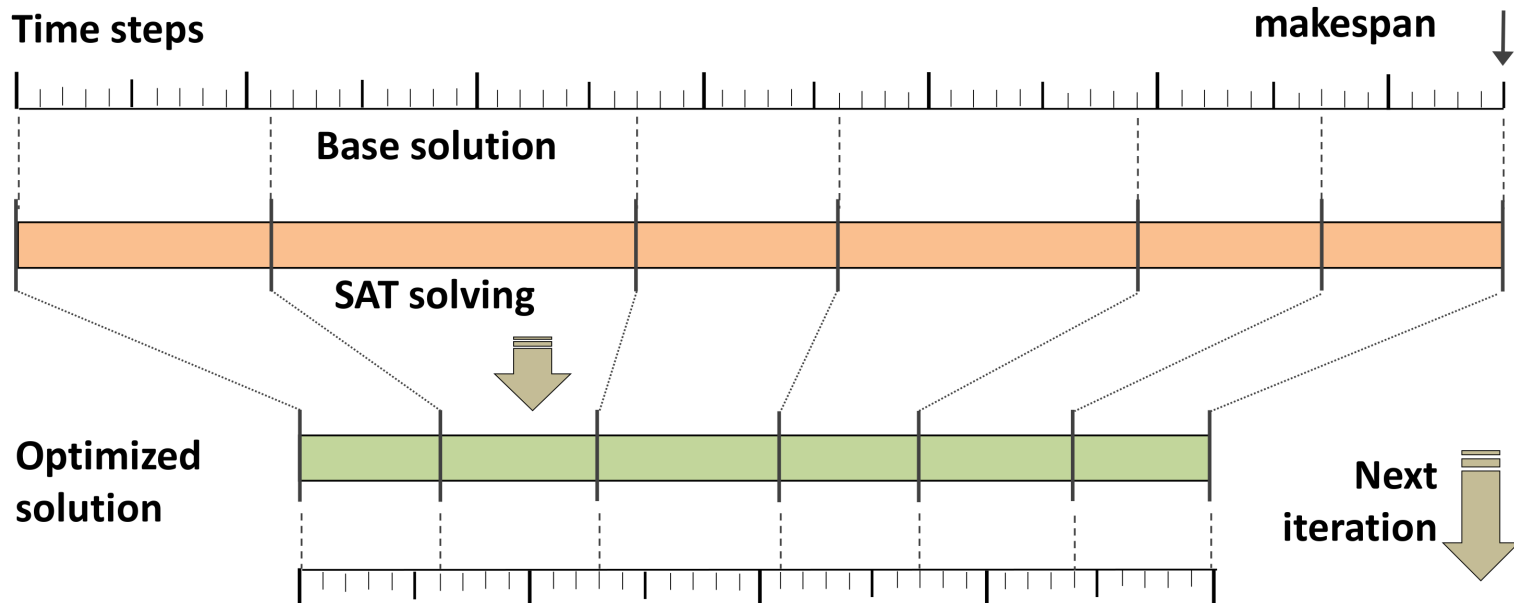 Time steps
makespan
Base solution
SAT solving
Optimized
solution
Next
iteration